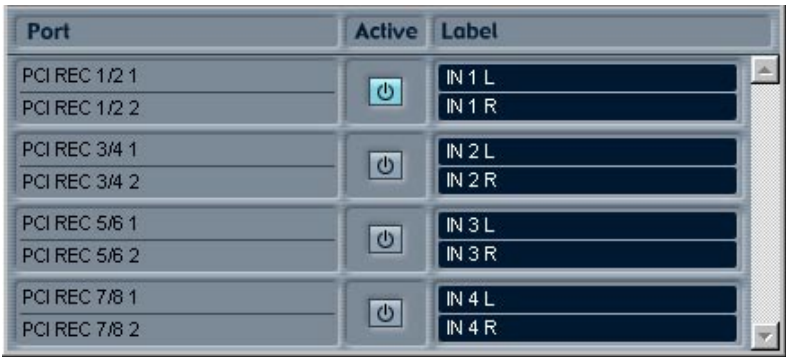 Port Active Label
PCI REC 1/2 1 IN 1 L
PCI REC 1/2 2 IN 1 R
PCI REC 3/4 1 IN 2 L
PCI REC 3/4 2 IN 2 R
PCI REC 5/6 1 IN 3 L
PCI REC 5/6 2 IN 3 R
PCI REC 7/8 1 IN 4 L
PCI REC 7/8 2 IN 4 R